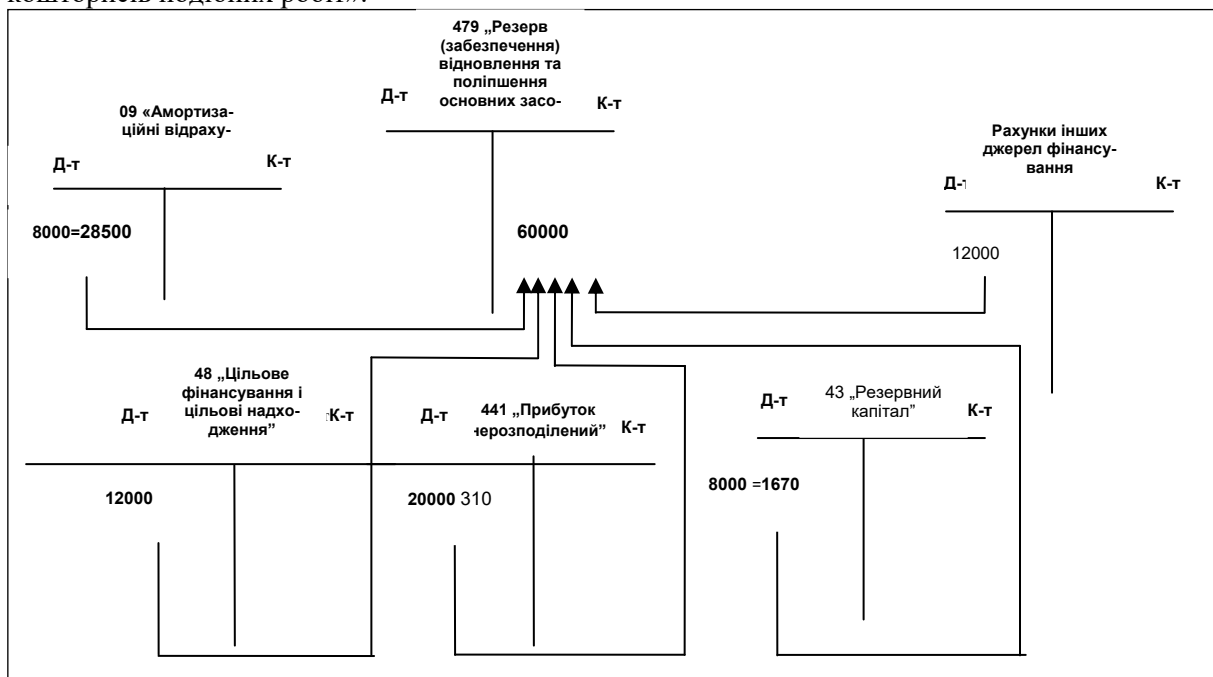 479 „Резерв
(забезпечення)
відновлення та
поліпшення
основних засо-
Д-т
К-т
09 «Амортиза-
ційні відраху-
Д-т
К-т
8000=28500
60000
Рахунки інших
джерел фінансу-
вання
Д-т
К-т
12000
48 „Цільове
фінансування і
цільові надхо-
дження”
Д-т
К-т
12000
441 „Прибуток
нерозподілений”
Д-т
К-т
20000 310
43 „Резервний
капітал”
Д-т
К-т
8000 =1670